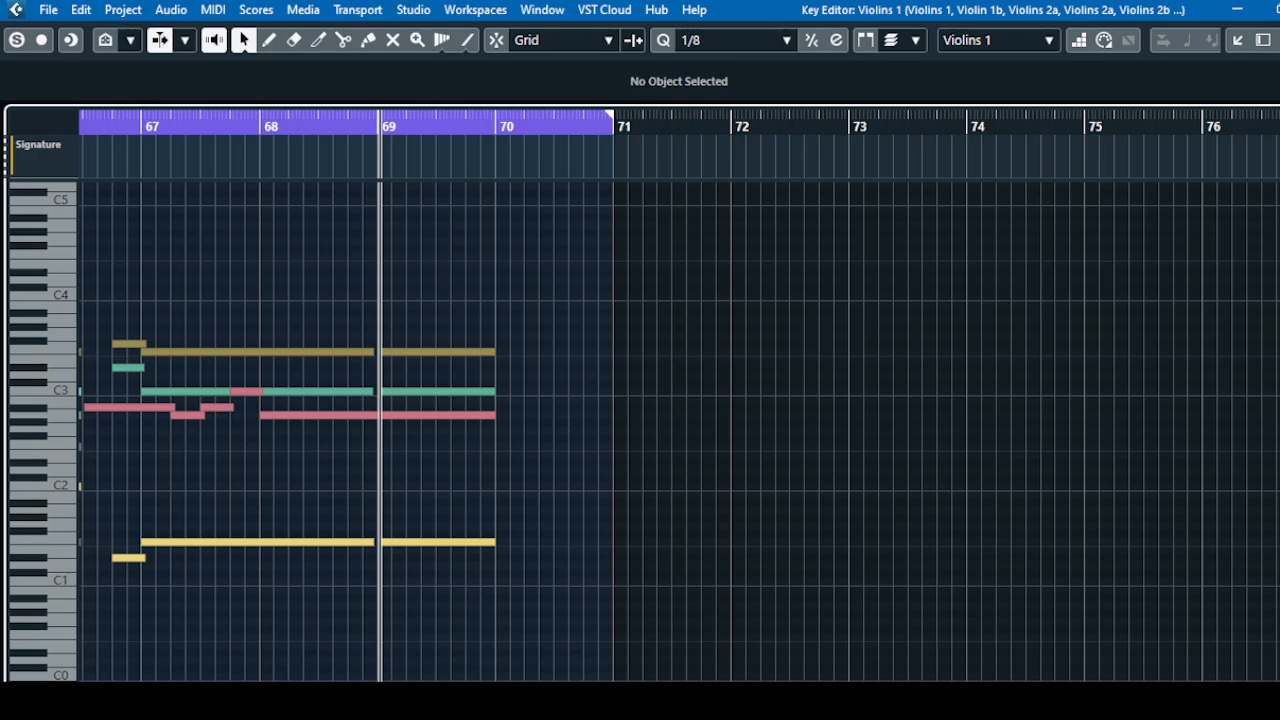 File Edit Project Audio MIDI Scores Media Transport Studio Workspaces Window VST Cloud Hub Help Key Editor: Violins 1 (Violins 1, Violin 1b, Violins 2a, Violins 2a, Violins 2b ...)
Grid 1/8 Violins 1
No Object Selected
67 68 69 70 71 72 73 74 75 76
Signature
C5
C4
C3
C2
C1
C0